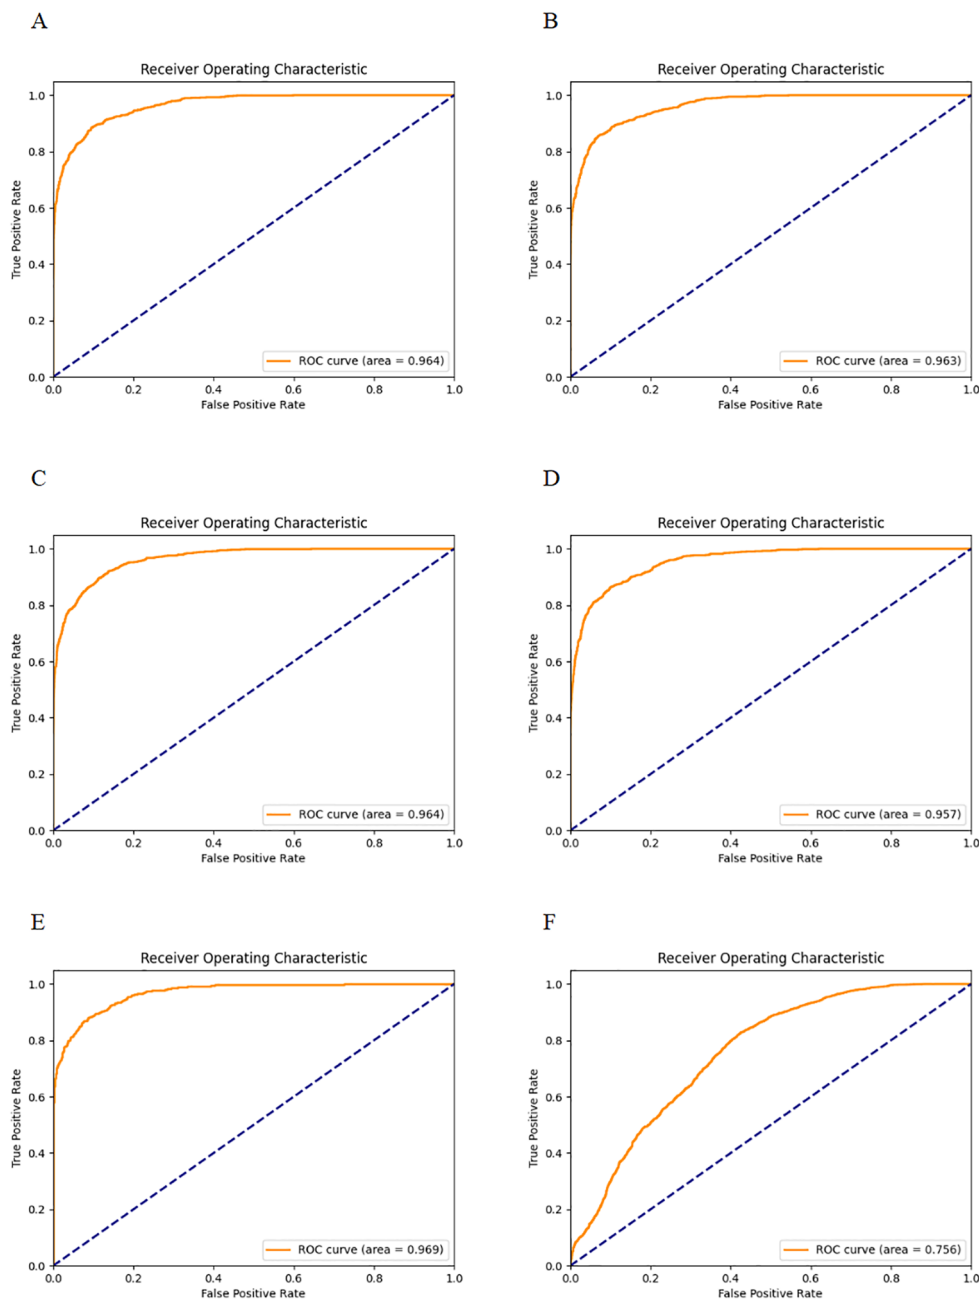 A
Receiver Operating Characteristic
True Positive Rate
1.0
0.8
0.6
0.4
0.2
0.0
0.0 0.2 0.4 0.6 0.8 1.0
False Positive Rate
ROC curve (area = 0.964)
B
Receiver Operating Characteristic
True Positive Rate
1.0
0.8
0.6
0.4
0.2
0.0
0.0 0.2 0.4 0.6 0.8 1.0
False Positive Rate
ROC curve (area = 0.963)
C
Receiver Operating Characteristic
True Positive Rate
1.0
0.8
0.6
0.4
0.2
0.0
0.0 0.2 0.4 0.6 0.8 1.0
False Positive Rate
ROC curve (area = 0.964)
D
Receiver Operating Characteristic
True Positive Rate
1.0
0.8
0.6
0.4
0.2
0.0
0.0 0.2 0.4 0.6 0.8 1.0
False Positive Rate
ROC curve (area = 0.957)
E
Receiver Operating Characteristic
True Positive Rate
1.0
0.8
0.6
0.4
0.2
0.0
0.0 0.2 0.4 0.6 0.8 1.0
False Positive Rate
ROC curve (area = 0.969)
F
Receiver Operating Characteristic
True Positive Rate
1.0
0.8
0.6
0.4
0.2
0.0
0.0 0.2 0.4 0.6 0.8 1.0
False Positive Rate
ROC curve (area = 0.756)